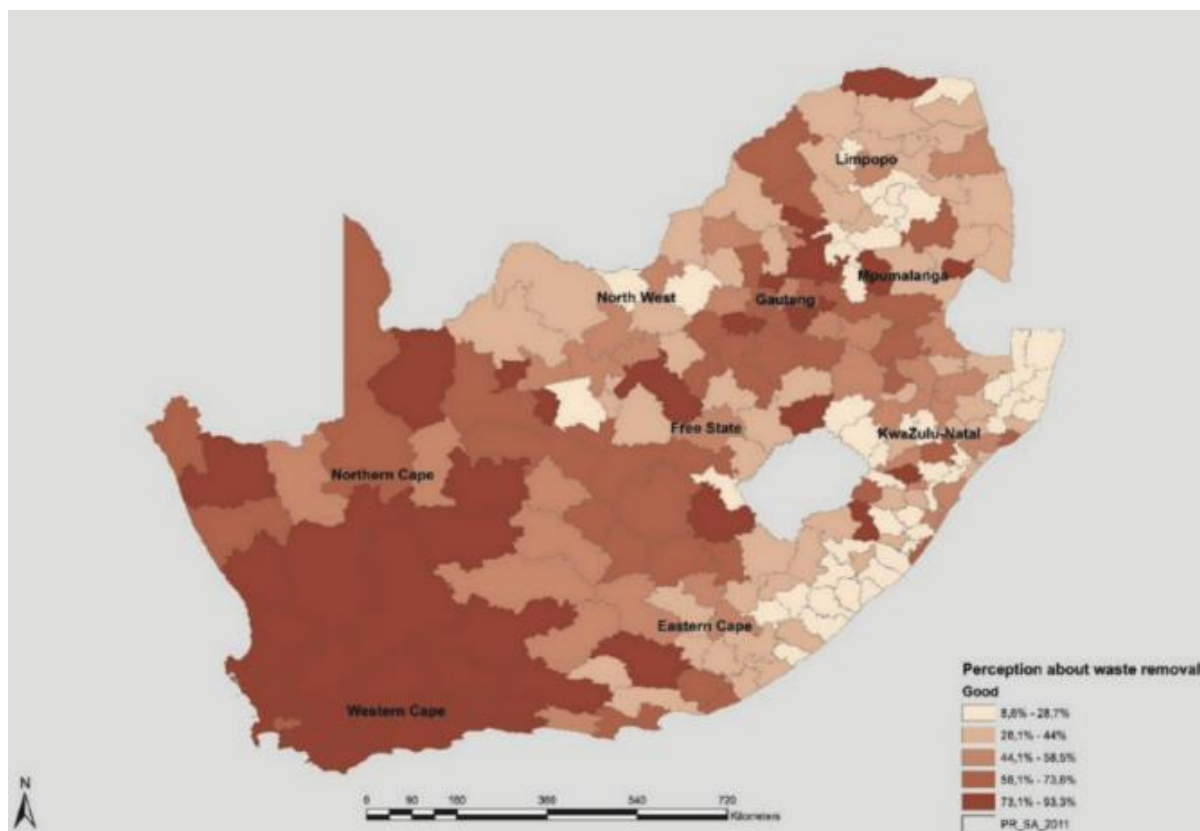 Limpopo
Mpumalanga
North West
Gautang
Free State
KwaZulu-Natal
Northern Cape
Eastern Cape
Western Cape
Perception about waste removal
Good
8,6% - 28,7%
28,1% - 44%
44,1% - 58,5%
58,1% - 73,6%
73,1% - 93,3%
PR_SA_2011
N
0 90 180 360 540 720
Kilometers